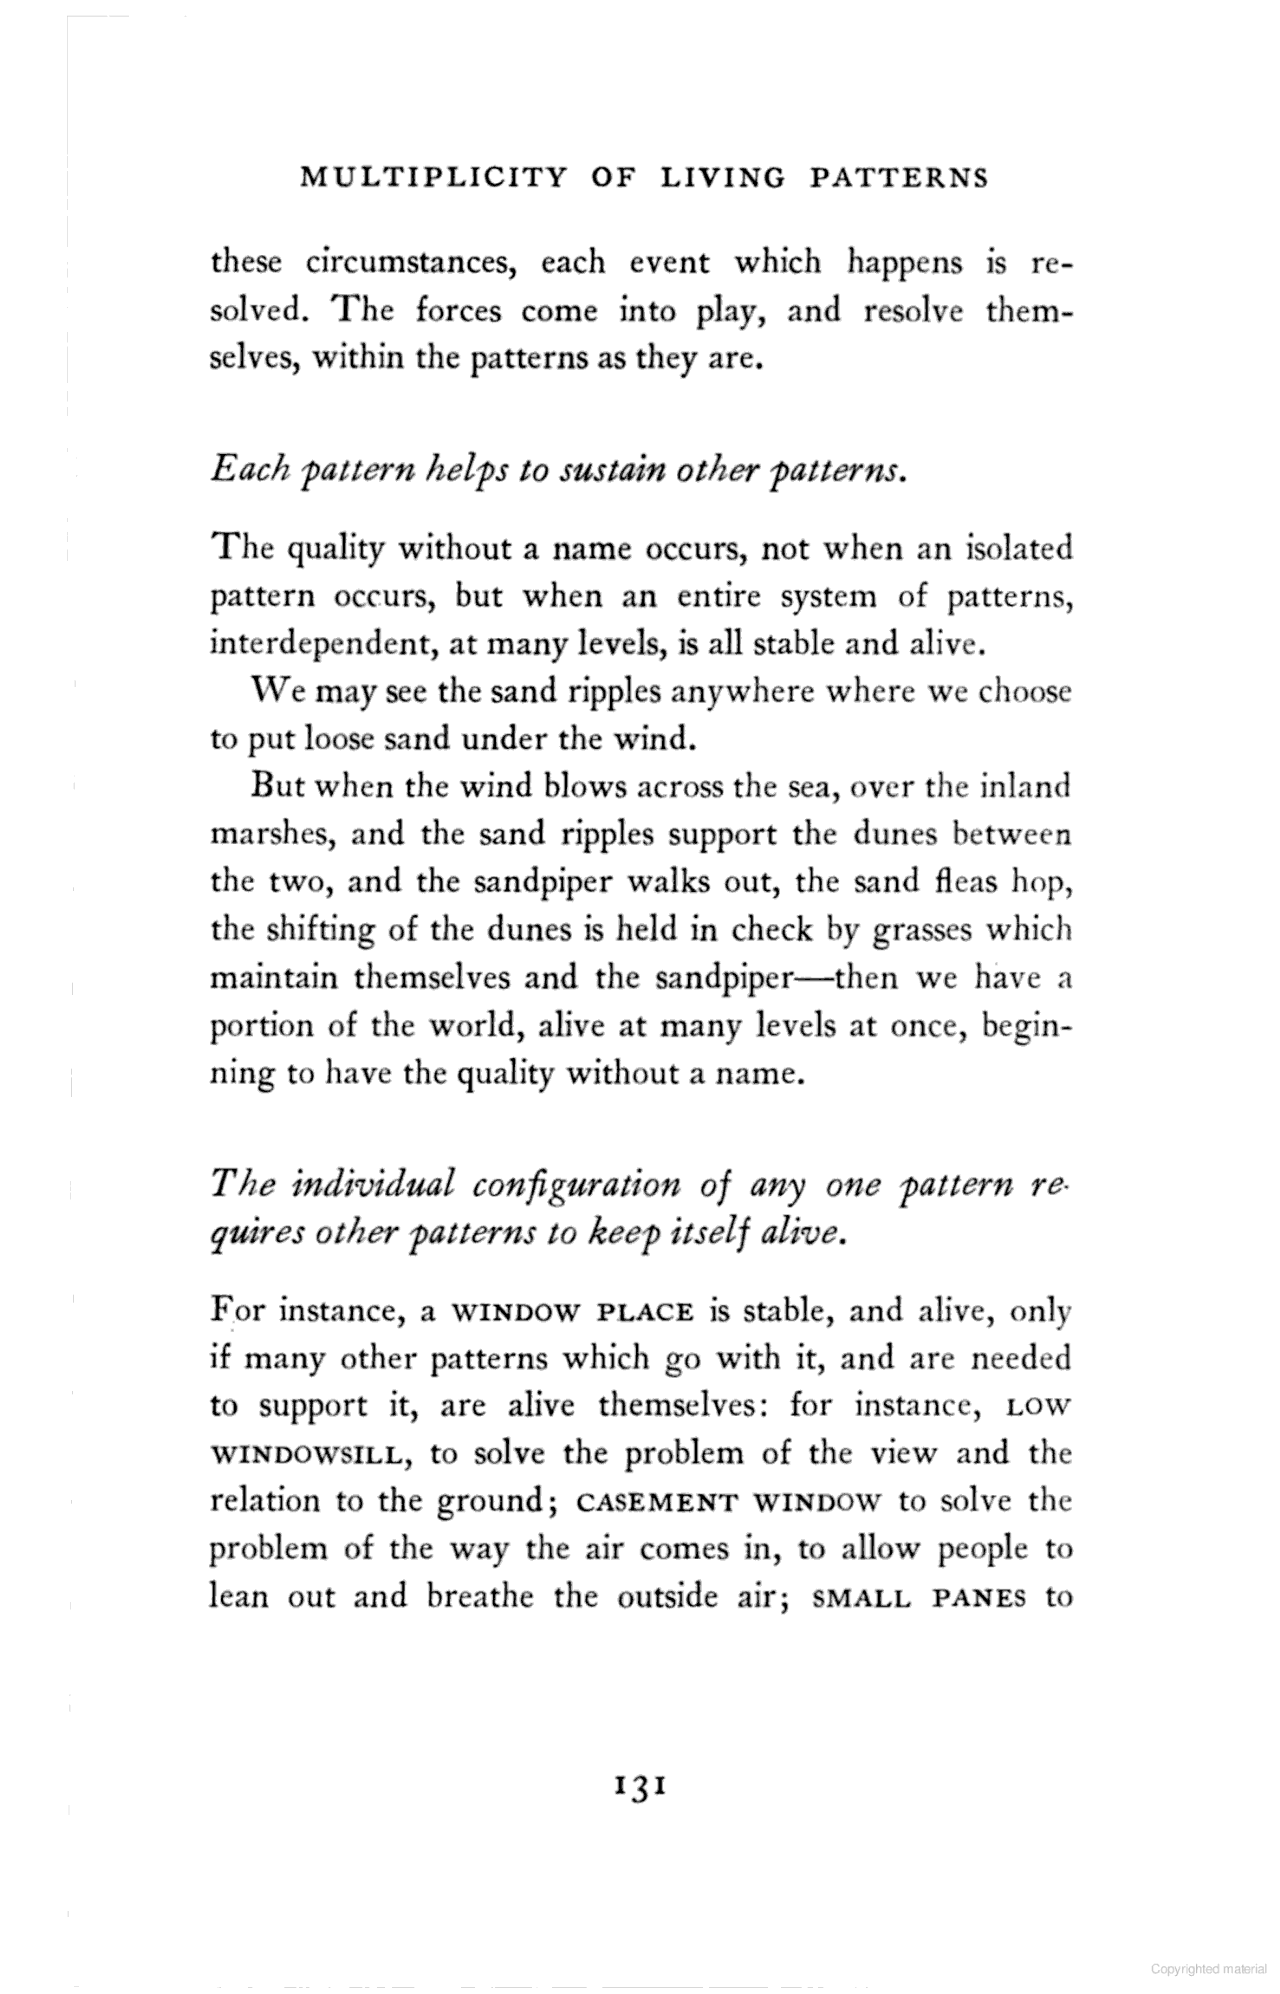 MULTIPLICITY OF LIVING PATTERNS
these circumstances, each event which happens is re-
solved. The forces come into play, and resolve them-
selves, within the patterns as they are.
Each pattern helps to sustain other patterns.
The quality without a name occurs, not when an isolated
pattern occurs, but when an entire system of patterns,
interdependent, at many levels, is all stable and alive.
We may see the sand ripples anywhere where we choose
to put loose sand under the wind.
But when the wind blows across the sea, over the inland
marshes, and the sand ripples support the dunes between
the two, and the sandpiper walks out, the sand fleas hop,
the shifting of the dunes is held in check by grasses which
maintain themselves and the sandpiper—then we have a
portion of the world, alive at many levels at once, begin-
ning to have the quality without a name.
The individual configuration of any one pattern re-
quires other patterns to keep itself alive.
For instance, a WINDOW PLACE is stable, and alive, only
if many other patterns which go with it, and are needed
to support it, are alive themselves: for instance, LOW
WINDOWSILL, to solve the problem of the view and the
relation to the ground; CASEMENT WINDOW to solve the
problem of the way the air comes in, to allow people to
lean out and breathe the outside air; SMALL PANES to
131
Copyrighted material